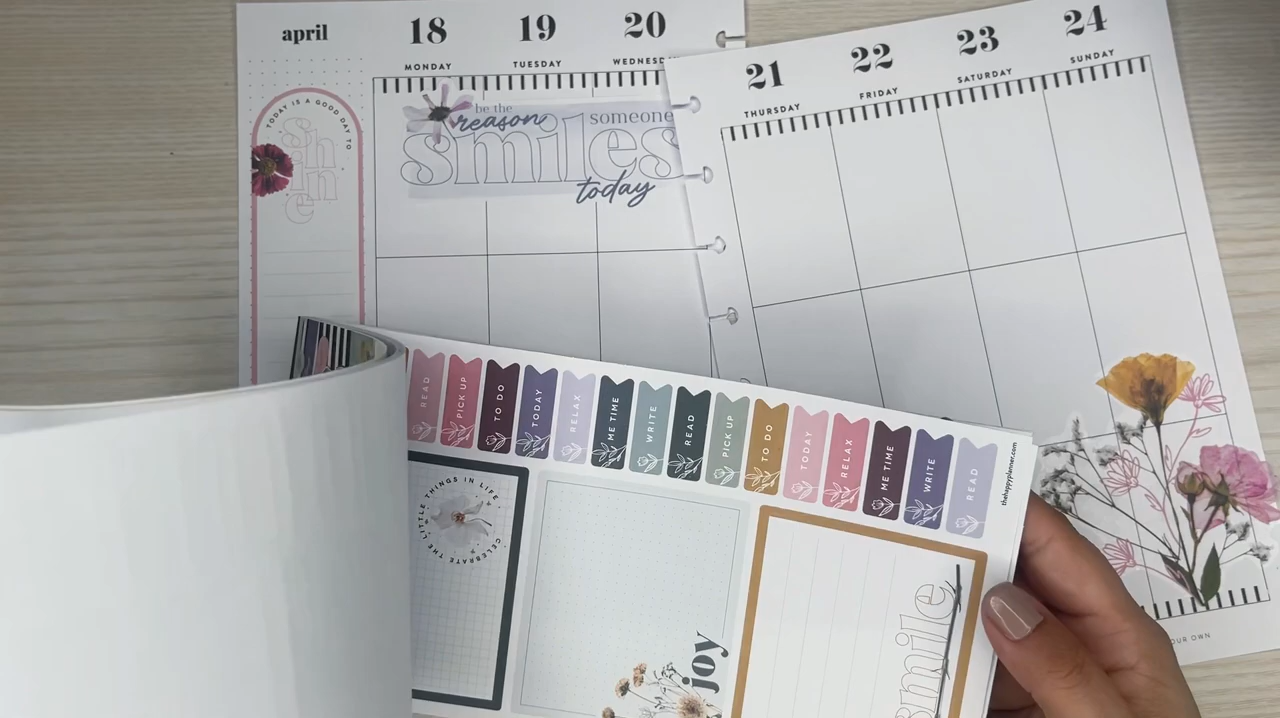 april
18
MONDAY
19
TUESDAY
20
21
THURSDAY
22
FRIDAY
23
SATURDAY
24
SUNDAY
TODAY IS A GOOD DAY TO
shine
be the
reason someone
smiles
today
READ
PICK UP
TO DO
TODAY
RELAX
ME TIME
WRITE
READ
PICK UP
TO DO
TODAY
RELAX
ME TIME
WRITE
READ
thehappyplanner.com
CELEBRATE THE LITTLE THINGS IN LIFE
joy
smile
OUR OWN